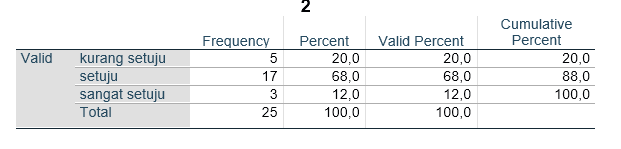 2
Frequency Percent Valid Percent Cumulative Percent
Valid kurang setuju 5 20,0 20,0 20,0
setuju 17 68,0 68,0 88,0
sangat setuju 3 12,0 12,0 100,0
Total 25 100,0 100,0